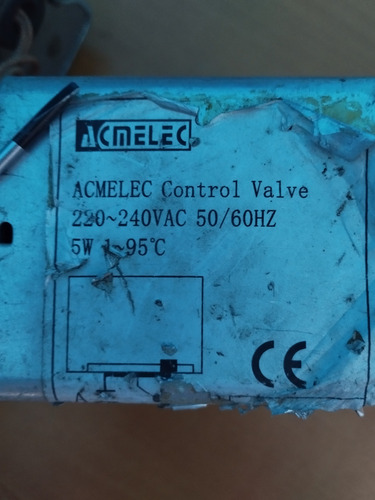 ACMELEC
ACMELEC Control Valve
220~240VAC 50/60HZ
5W 1~95℃
CE